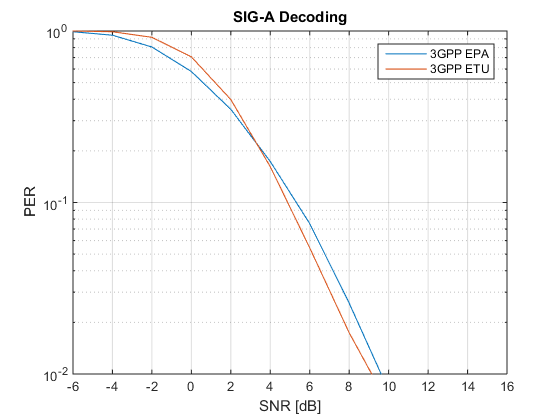 SIG-A Decoding
10^0
3GPP EPA
3GPP ETU
PER
10^-1
10^-2
-6 -4 -2 0 2 4 6 8 10 12 14 16
SNR [dB]